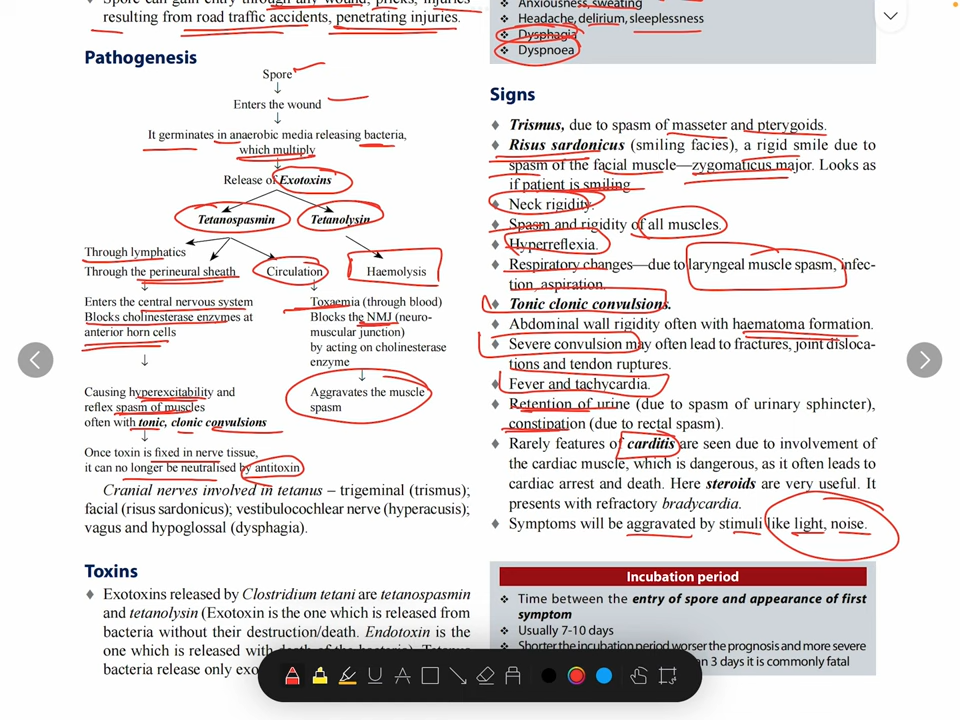 Spore can gain entry through any wound, pricks, injuries
resulting from road traffic accidents, penetrating injuries.
Pathogenesis
Spore
↓
Enters the wound
↓
It germinates in anaerobic media releasing bacteria,
which multiply
↓
Release of Exotoxins
Tetanospasmin
Tetanolysin
Through lymphatics
Through the perineural sheath
Circulation
Haemolysis
↓
↓
Enters the central nervous system
Blocks cholinesterase enzymes at
anterior horn cells
Toxaemia (through blood)
Blocks the NMJ (neuro-
muscular junction)
by acting on cholinesterase
enzyme
↓
↓
Causing hyperexcitability and
reflex spasm of muscles
often with tonic, clonic convulsions
Aggravates the muscle
spasm
↓
Once toxin is fixed in nerve tissue,
it can no longer be neutralised by antitoxin
Cranial nerves involved in tetanus – trigeminal (trismus);
facial (risus sardonicus); vestibulocochlear nerve (hyperacusis);
vagus and hypoglossal (dysphagia).
Toxins
♦ Exotoxins released by Clostridium tetani are tetanospasmin
and tetanolysin (Exotoxin is the one which is released from
bacteria without their destruction/death. Endotoxin is the
one which is released with
bacteria release only
❖ Anxiousness, sweating
❖ Headache, delirium, sleeplessness
❖ Dysphagia
❖ Dyspnoea
Signs
♦ Trismus, due to spasm of masseter and pterygoids.
♦ Risus sardonicus (smiling facies), a rigid smile due to
spasm of the facial muscle—zygomaticus major. Looks as
if patient is smiling
♦ Neck rigidity.
♦ Spasm and rigidity of all muscles.
♦ Hyperreflexia.
♦ Respiratory changes—due to laryngeal muscle spasm, infec-
tion, aspiration.
♦ Tonic clonic convulsions.
♦ Abdominal wall rigidity often with haematoma formation.
♦ Severe convulsion may often lead to fractures, joint disloca-
tions and tendon ruptures.
♦ Fever and tachycardia.
♦ Retention of urine (due to spasm of urinary sphincter),
constipation (due to rectal spasm).
♦ Rarely features of carditis are seen due to involvement of
the cardiac muscle, which is dangerous, as it often leads to
cardiac arrest and death. Here steroids are very useful. It
presents with refractory bradycardia.
♦ Symptoms will be aggravated by stimuli like light, noise.
Incubation period
❖ Time between the entry of spore and appearance of first
symptom
❖ Usually 7-10 days
❖ Shorter the incubation period worser the prognosis and more severe
3 days it is commonly fatal